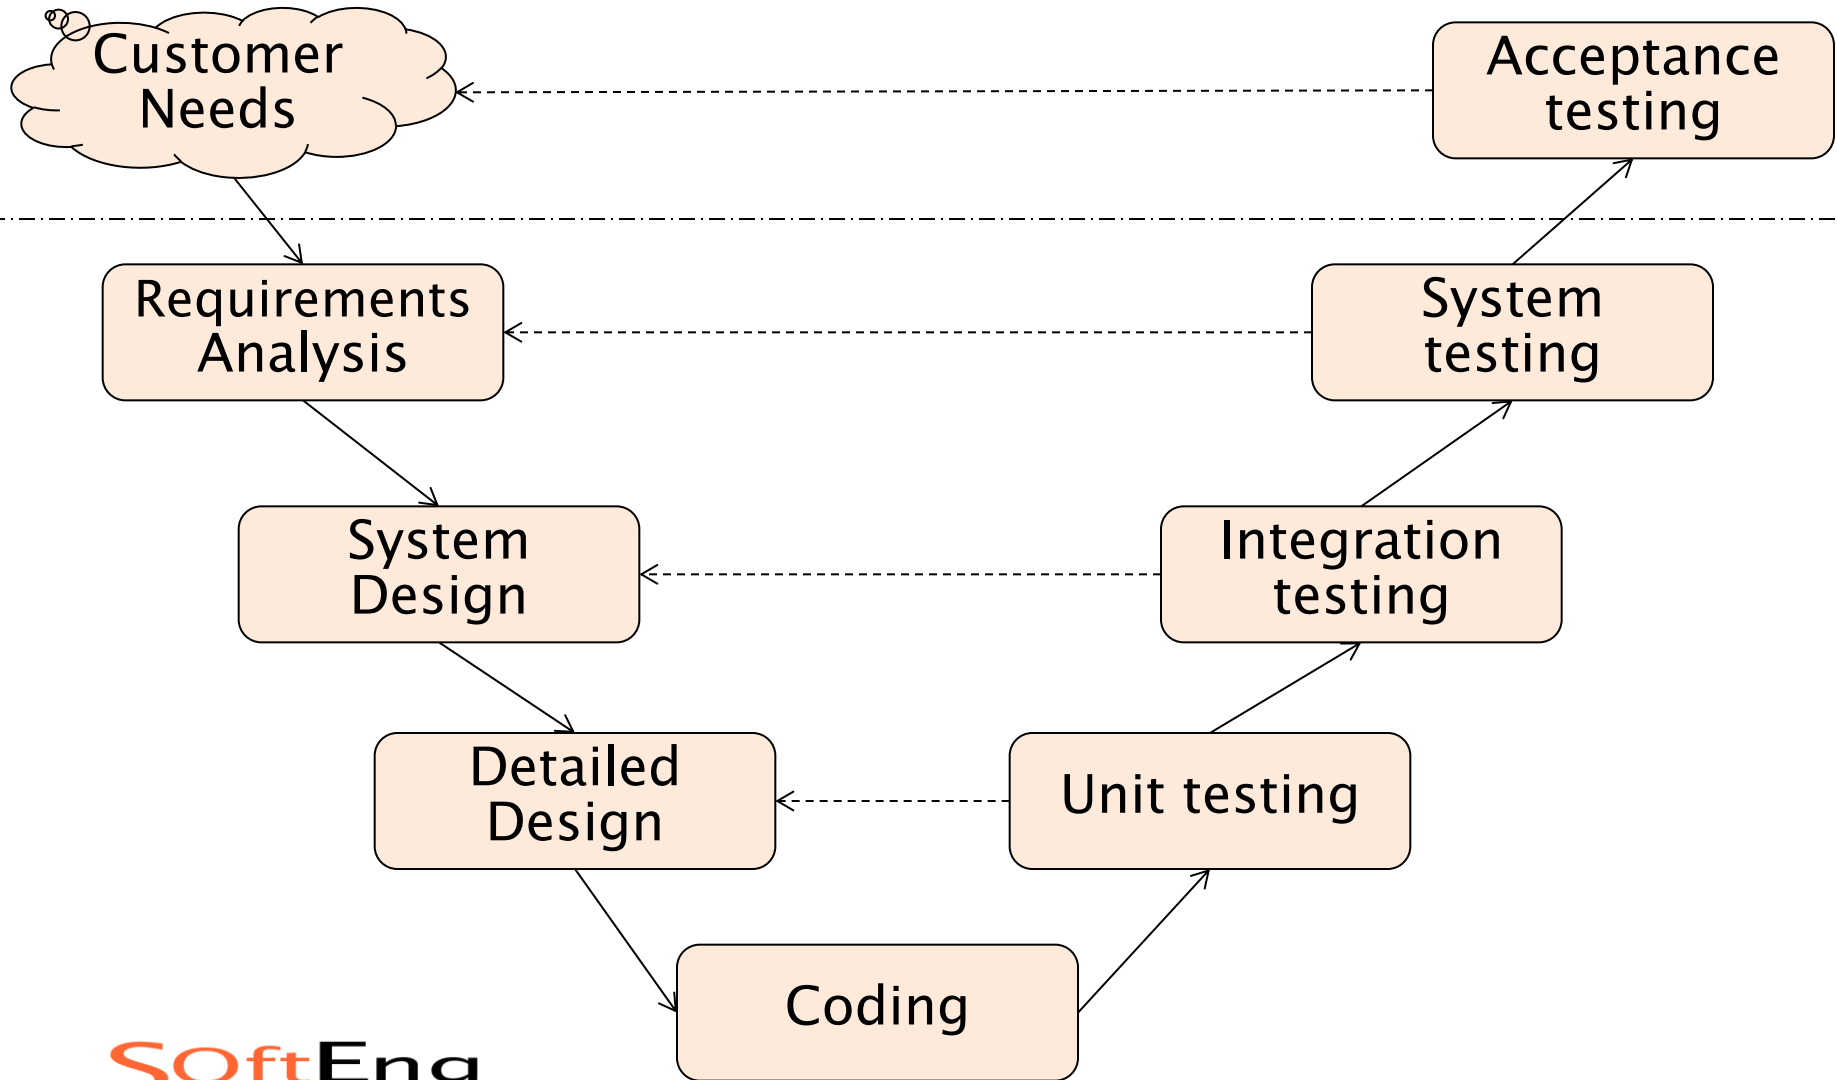 Customer
Needs
Acceptance
testing
Requirements
Analysis
System
testing
System
Design
Integration
testing
Detailed
Design
Unit testing
Coding
SoftEng